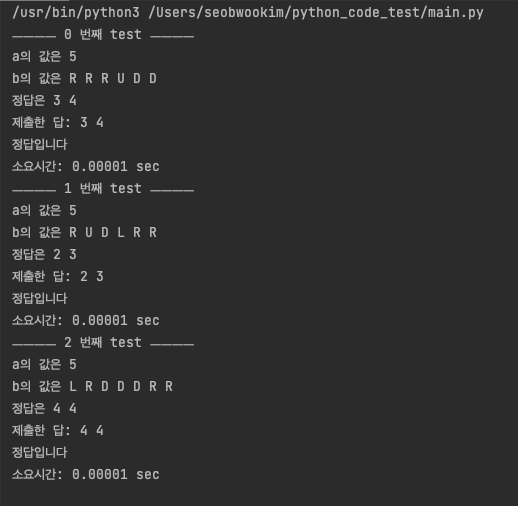 /usr/bin/python3 /Users/seobwookim/python_code_test/main.py
———— 0 번째 test ————
a의 값은 5
b의 값은 R R R U D D
정답은 3 4
제출한 답: 3 4
정답입니다
소요시간: 0.00001 sec
———— 1 번째 test ————
a의 값은 5
b의 값은 R U D L R R
정답은 2 3
제출한 답: 2 3
정답입니다
소요시간: 0.00001 sec
———— 2 번째 test ————
a의 값은 5
b의 값은 L R D D D R R
정답은 4 4
제출한 답: 4 4
정답입니다
소요시간: 0.00001 sec